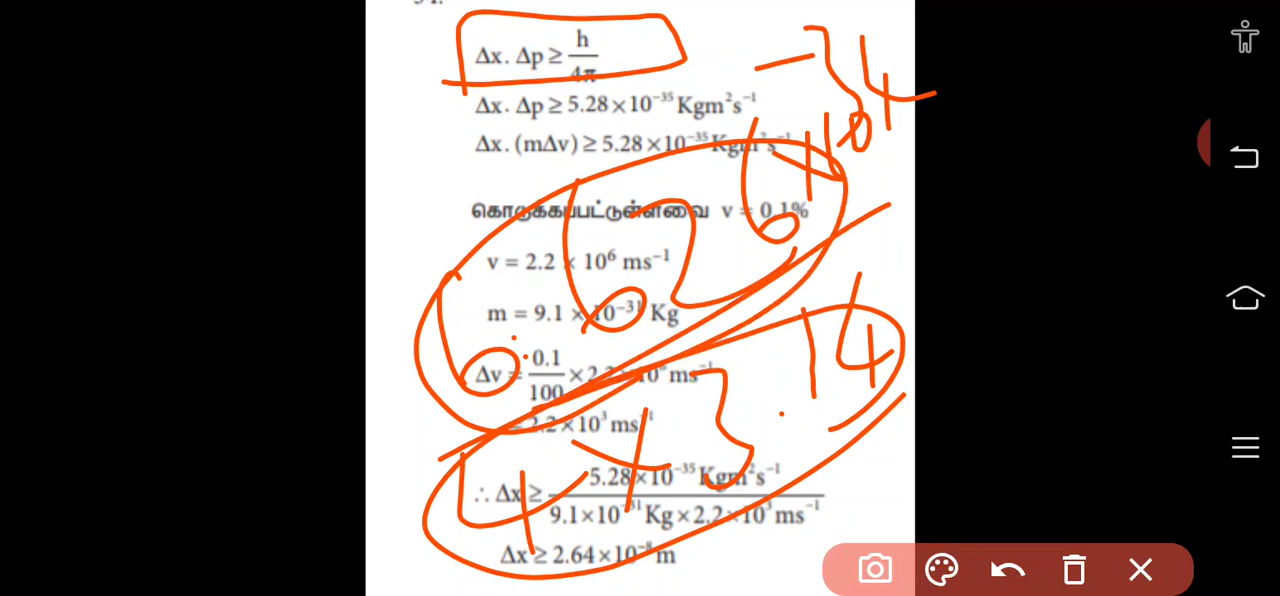 Δx. Δp ≥ h/4π
Δx. Δp ≥ 5.28 × 10⁻³⁵ Kgm²s⁻¹
Δx. (mΔv) ≥ 5.28 × 10⁻³⁵ Kgm²s⁻¹
கொடுக்கப்பட்டுள்ளவை v = 0.1%
v = 2.2 × 10⁶ ms⁻¹
m = 9.1 × 10⁻³¹ Kg
Δv = 0.1/100 × 2.2 × 10⁶ ms⁻¹
= 2.2 × 10³ ms⁻¹
∴ Δx ≥ 5.28 × 10⁻³⁵ Kgm²s⁻¹ / 9.1 × 10⁻³¹ Kg × 2.2 × 10³ ms⁻¹
Δx ≥ 2.64 × 10⁻⁸ m
6.626 × 10
-34
4 × 3.14